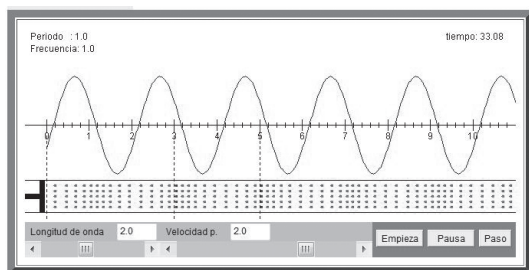 Periodo : 1.0 tiempo: 33.08
Frecuencia: 1.0
0 1 2 3 4 5 6 7 8 9 10
Longitud de onda 2.0 Velocidad p. 2.0 Empieza Pausa Paso